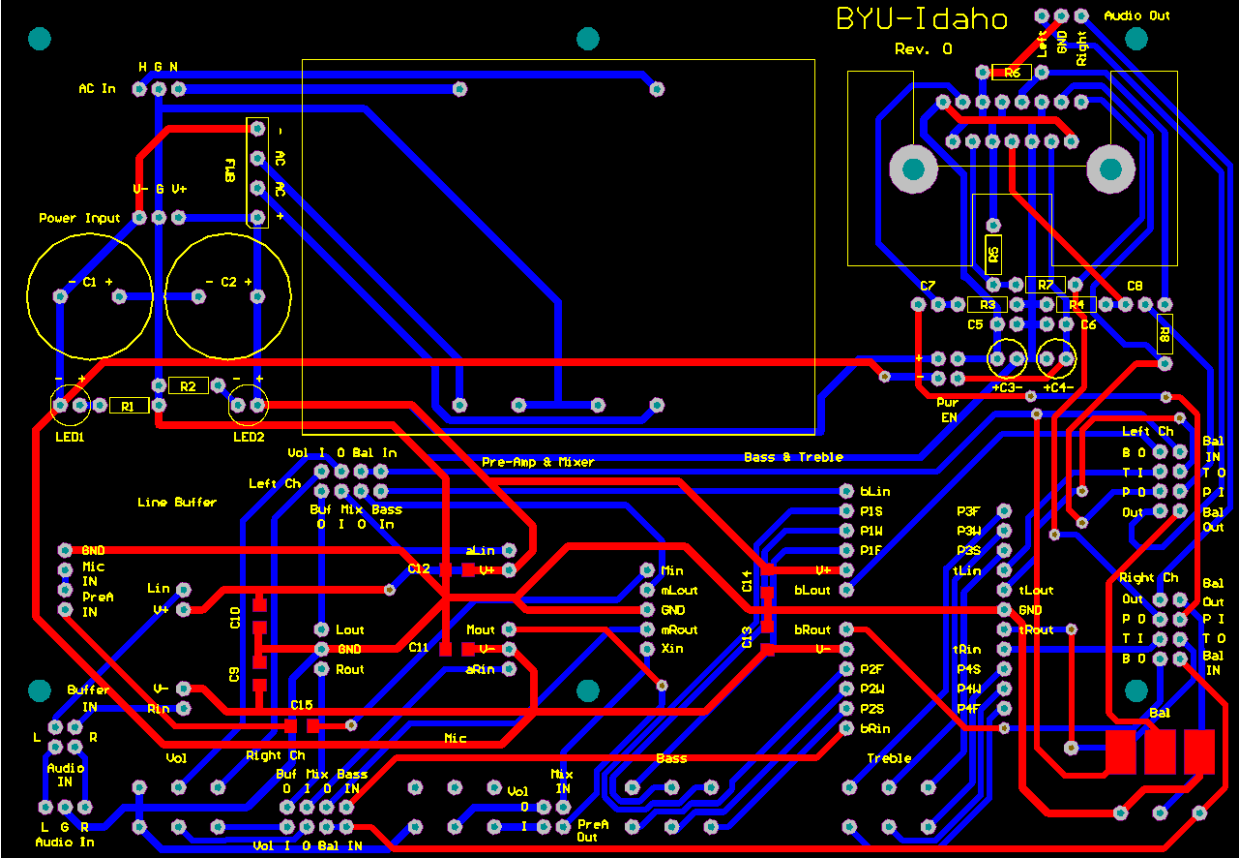 BYU-Idaho
Rev. 0
Audio Out
Left
GND
Right
R6
H G N
AC In
- AC AC +
FWB
V- G V+
Power Input
- C1 +
- C2 +
R5
R7
C7
C8
R3
R4
C5
C6
R8
+
-
+C3-
+C4-
Pwr
EN
- +
R1
LED1
R2
- +
LED2
Vol I O Bal In
Left Ch
Buf Mix Bass
O I O In
Pre-Amp & Mixer
Bass & Treble
Line Buffer
Left Ch
Bal
IN
B O
T I
T O
P O
P I
Out
Bal
Out
bLin
P1S
P1W
P1F
V+
bLout
bRout
V-
P2F
P2W
P2S
bRin
P3F
P3W
P3S
tLin
tLout
GND
tRout
tRin
P4S
P4W
P4F
GND
Mic
IN
PreA
IN
Lin
V+
C10
C9
V-
Rin
Lout
GND
Rout
C12
C11
aLin
V+
Mout
V-
aRin
Min
mLout
GND
mRout
Xin
C14
C13
Right Ch
Bal
Out
Out
P O
P I
T I
T O
B O
Bal
IN
Bal
Buffer
IN
L R
Audio
IN
L G R
Audio In
C15
Mic
Vol
Right Ch
Buf Mix Bass
O I O IN
Vol I O Bal IN
Mix
IN
Vol
O
I
PreA
Out
Bass
Treble